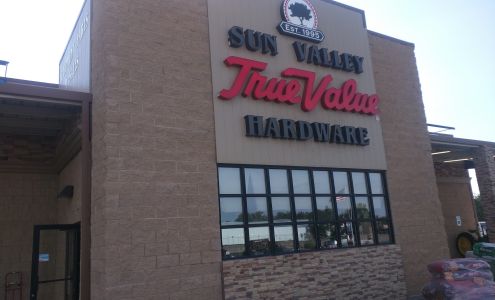 EST. 1995
SUN VALLEY
True Value
HARDWARE